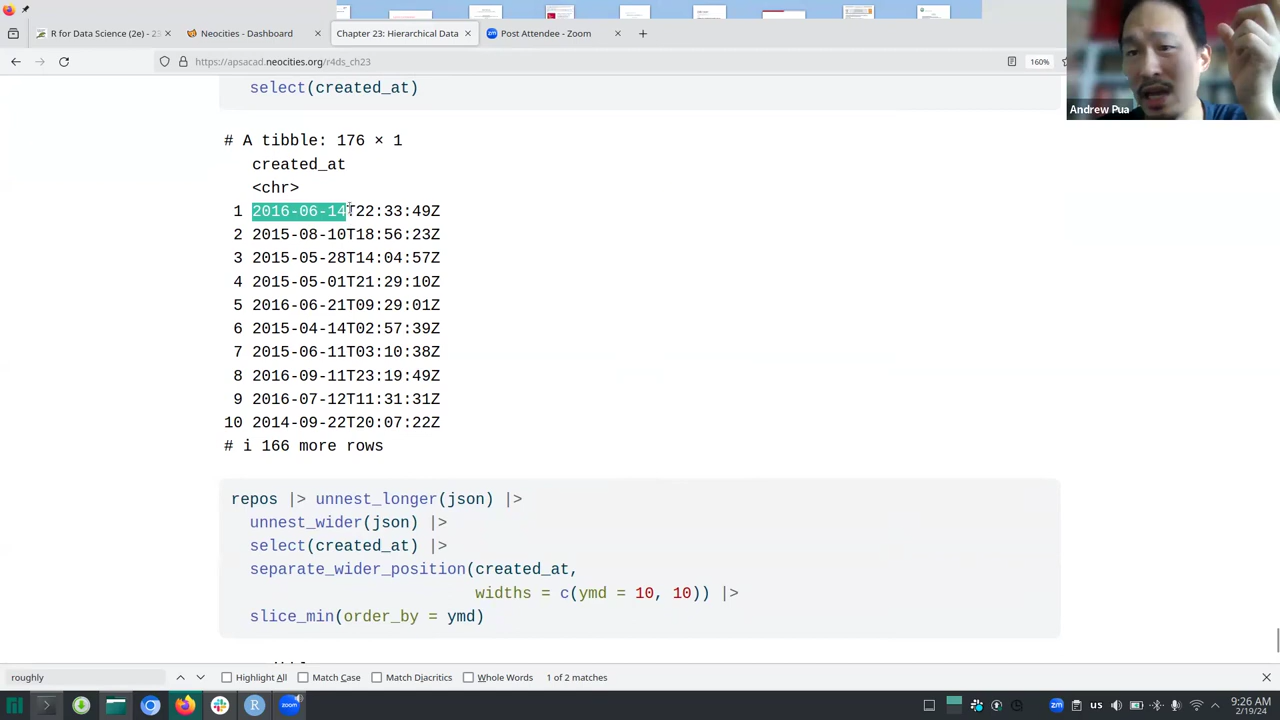 R for Data Science (2e) - 23
Neocities - Dashboard
Chapter 23: Hierarchical Data
Post Attendee - Zoom
https://apsacad.neocities.org/r4ds_ch23
160%
Andrew Pua
select(created_at)
# A tibble: 176 × 1
created_at
<chr>
1 2016-06-14T22:33:49Z
2 2015-08-10T18:56:23Z
3 2015-05-28T14:04:57Z
4 2015-05-01T21:29:10Z
5 2016-06-21T09:29:01Z
6 2015-04-14T02:57:39Z
7 2015-06-11T03:10:38Z
8 2016-09-11T23:19:49Z
9 2016-07-12T11:31:31Z
10 2014-09-22T20:07:22Z
# i 166 more rows
repos |> unnest_longer(json) |>
unnest_wider(json) |>
select(created_at) |>
separate_wider_position(created_at,
widths = c(ymd = 10, 10)) |>
slice_min(order_by = ymd)
roughly Highlight All Match Case Match Diacritics Whole Words 1 of 2 matches
zm us 9:26 AM
2/19/24